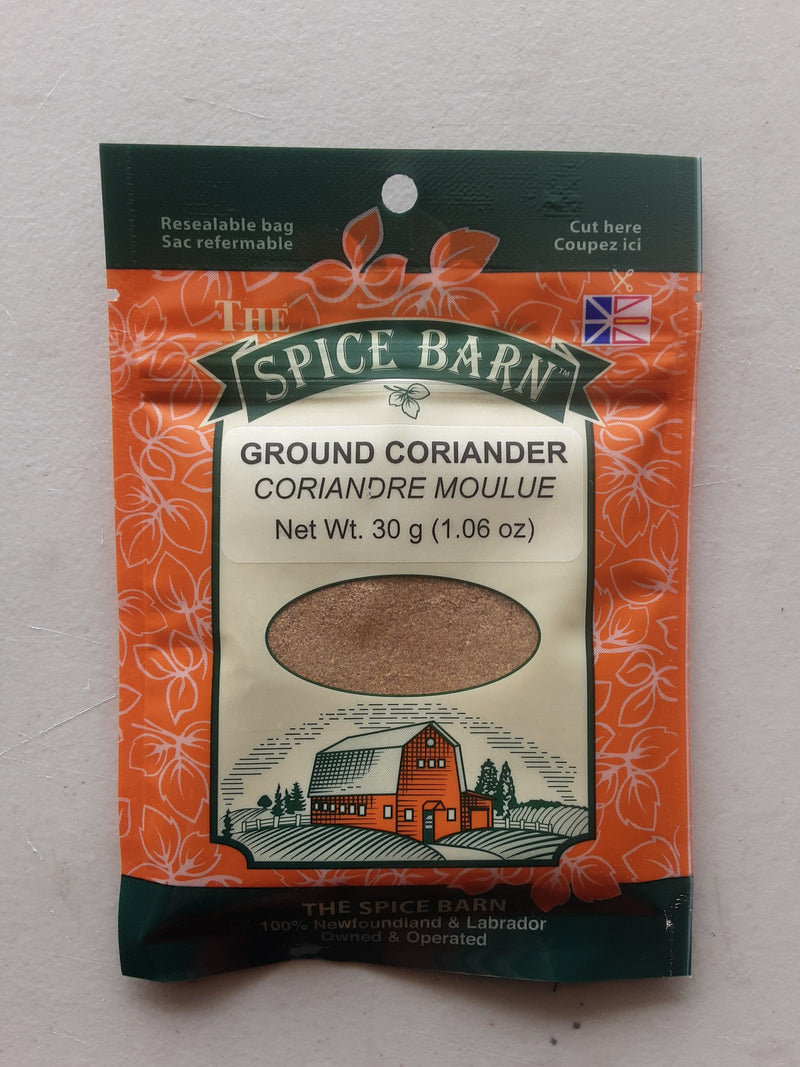 Resealable bag
Sac refermable
Cut here
Coupez ici
THE
SPICE BARN™
GROUND CORIANDER
CORIANDRE MOULUE
Net Wt. 30 g (1.06 oz)
THE SPICE BARN
100% Newfoundland & Labrador
Owned & Operated